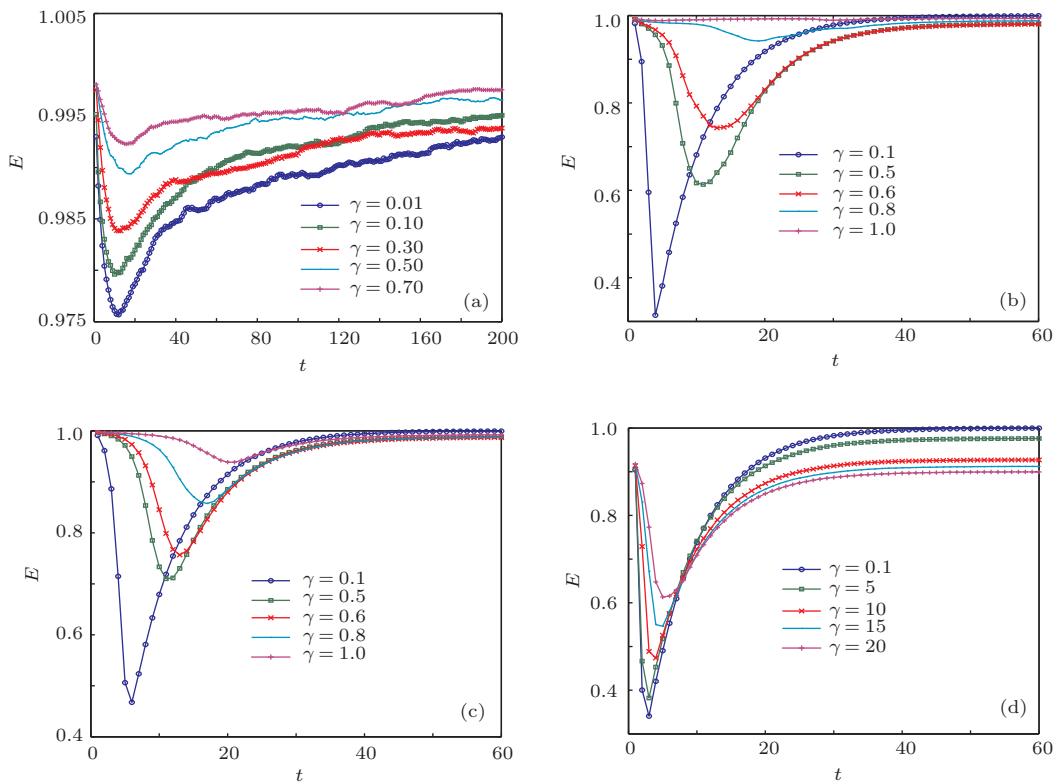 1.005
0.995
0.985
0.975
E
γ = 0.01
γ = 0.10
γ = 0.30
γ = 0.50
γ = 0.70
(a)
0 40 80 120 160 200
t
1.0
0.8
0.6
0.4
E
γ = 0.1
γ = 0.5
γ = 0.6
γ = 0.8
γ = 1.0
(b)
0 20 40 60
t
1.0
0.8
0.6
0.4
E
γ = 0.1
γ = 0.5
γ = 0.6
γ = 0.8
γ = 1.0
(c)
0 20 40 60
t
1.0
0.8
0.6
0.4
E
γ = 0.1
γ = 5
γ = 10
γ = 15
γ = 20
(d)
0 20 40 60
t